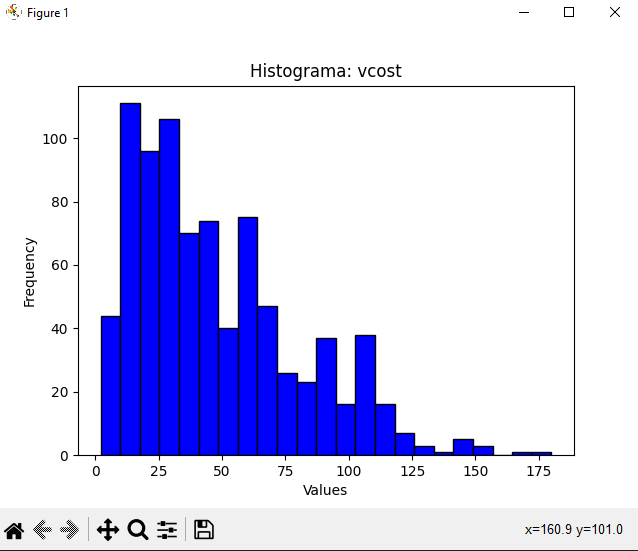 Figure 1
Histograma: vcost
Frequency
100
80
60
40
20
0
0 25 50 75 100 125 150 175
Values
x=160.9 y=101.0